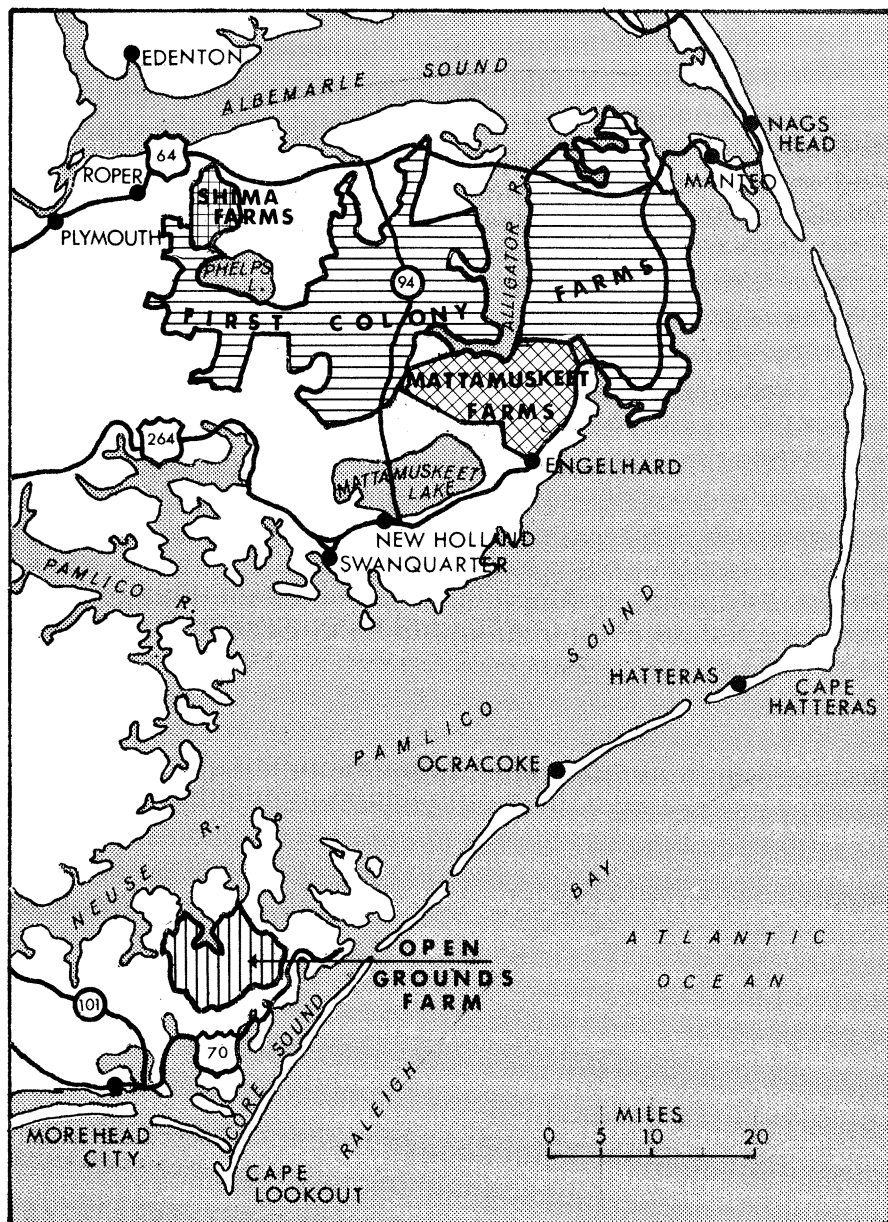 EDENTON
ALBEMARLE SOUND
NAGS
HEAD
64
ROPER
MANTEO
SHIMA
FARMS
PLYMOUTH
PHELPS
L.
ALLIGATOR R.
94
FIRST COLONY FARMS
MATTAMUSKEET
FARMS
264
ENGELHARD
MATTAMUSKEET
LAKE
NEW HOLLAND
SWANQUARTER
PAMLICO R.
PAMLICO SOUND
HATTERAS
CAPE
HATTERAS
OCRACOKE
NEUSE R.
RALEIGH BAY
ATLANTIC
OCEAN
OPEN
GROUNDS
FARM
101
70
CORE SOUND
MOREHEAD
CITY
CAPE
LOOKOUT
MILES
0 5 10 20